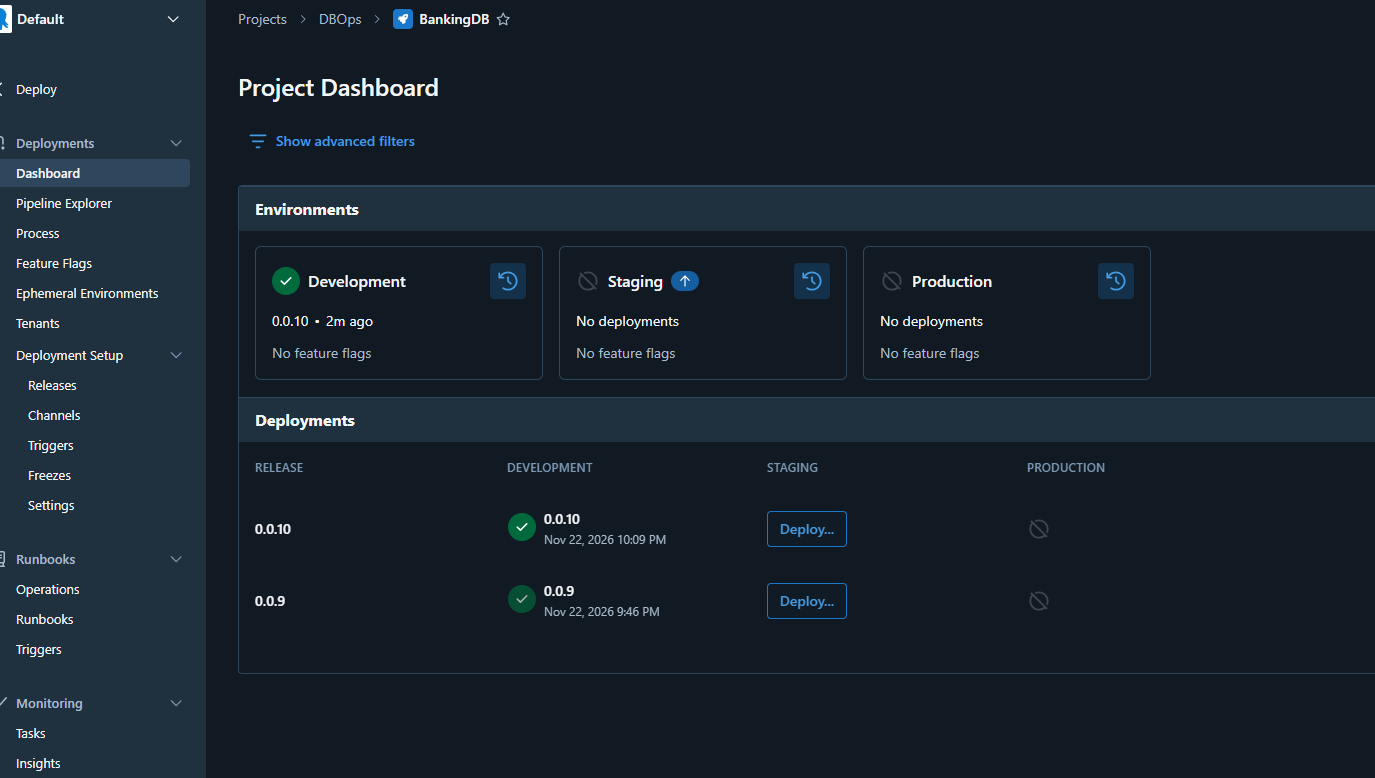 Default
Deploy
Deployments
Dashboard
Pipeline Explorer
Process
Feature Flags
Ephemeral Environments
Tenants
Deployment Setup
Releases
Channels
Triggers
Freezes
Settings
Runbooks
Operations
Runbooks
Triggers
Monitoring
Tasks
Insights
Projects > DBOps > BankingDB
Project Dashboard
Show advanced filters
Environments
Development
0.0.10 • 2m ago
No feature flags
Staging
No deployments
No feature flags
Production
No deployments
No feature flags
Deployments
RELEASE DEVELOPMENT STAGING PRODUCTION
0.0.10 0.0.10 Deploy...
Nov 22, 2026 10:09 PM
0.0.9 0.0.9 Deploy...
Nov 22, 2026 9:46 PM